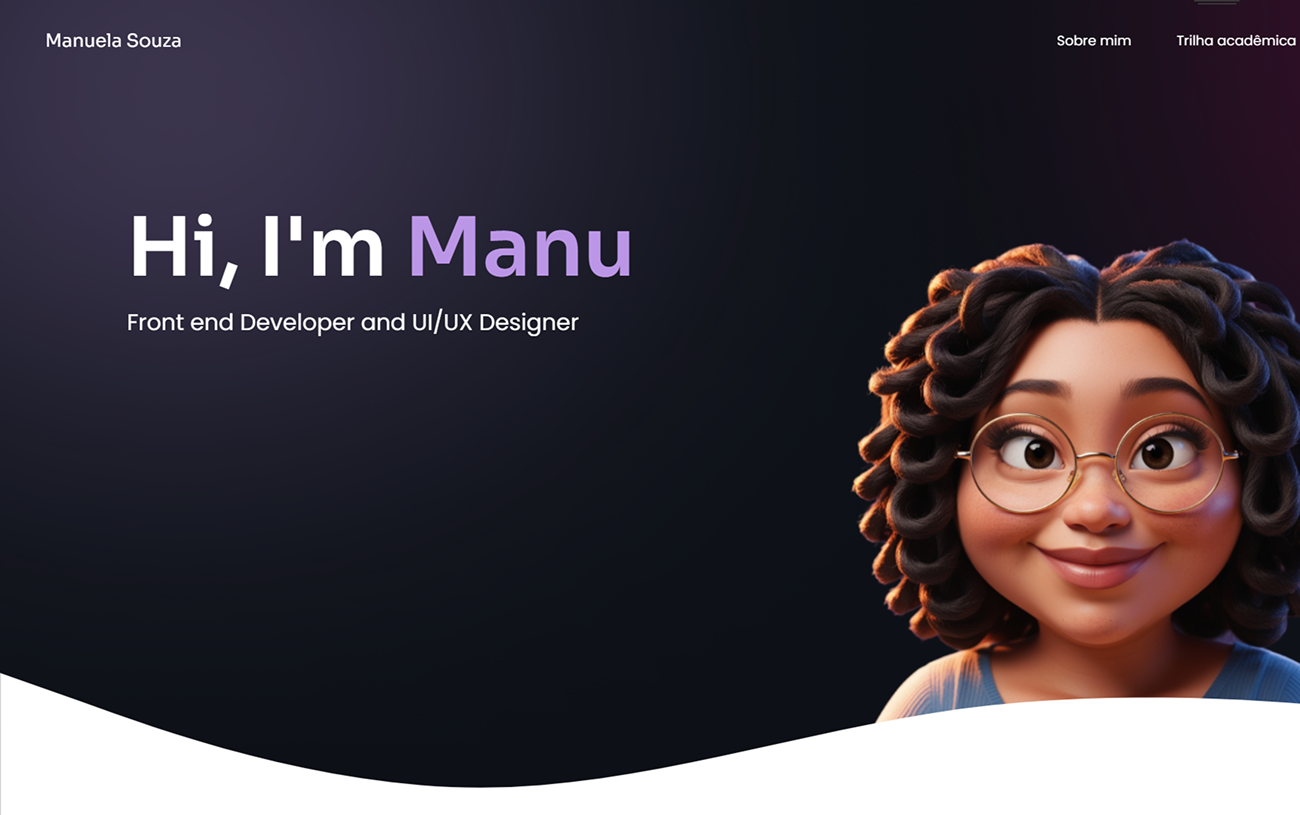 Manuela Souza
Sobre mim
Trilha acadêmica
Hi, I'm Manu
Front end Developer and UI/UX Designer